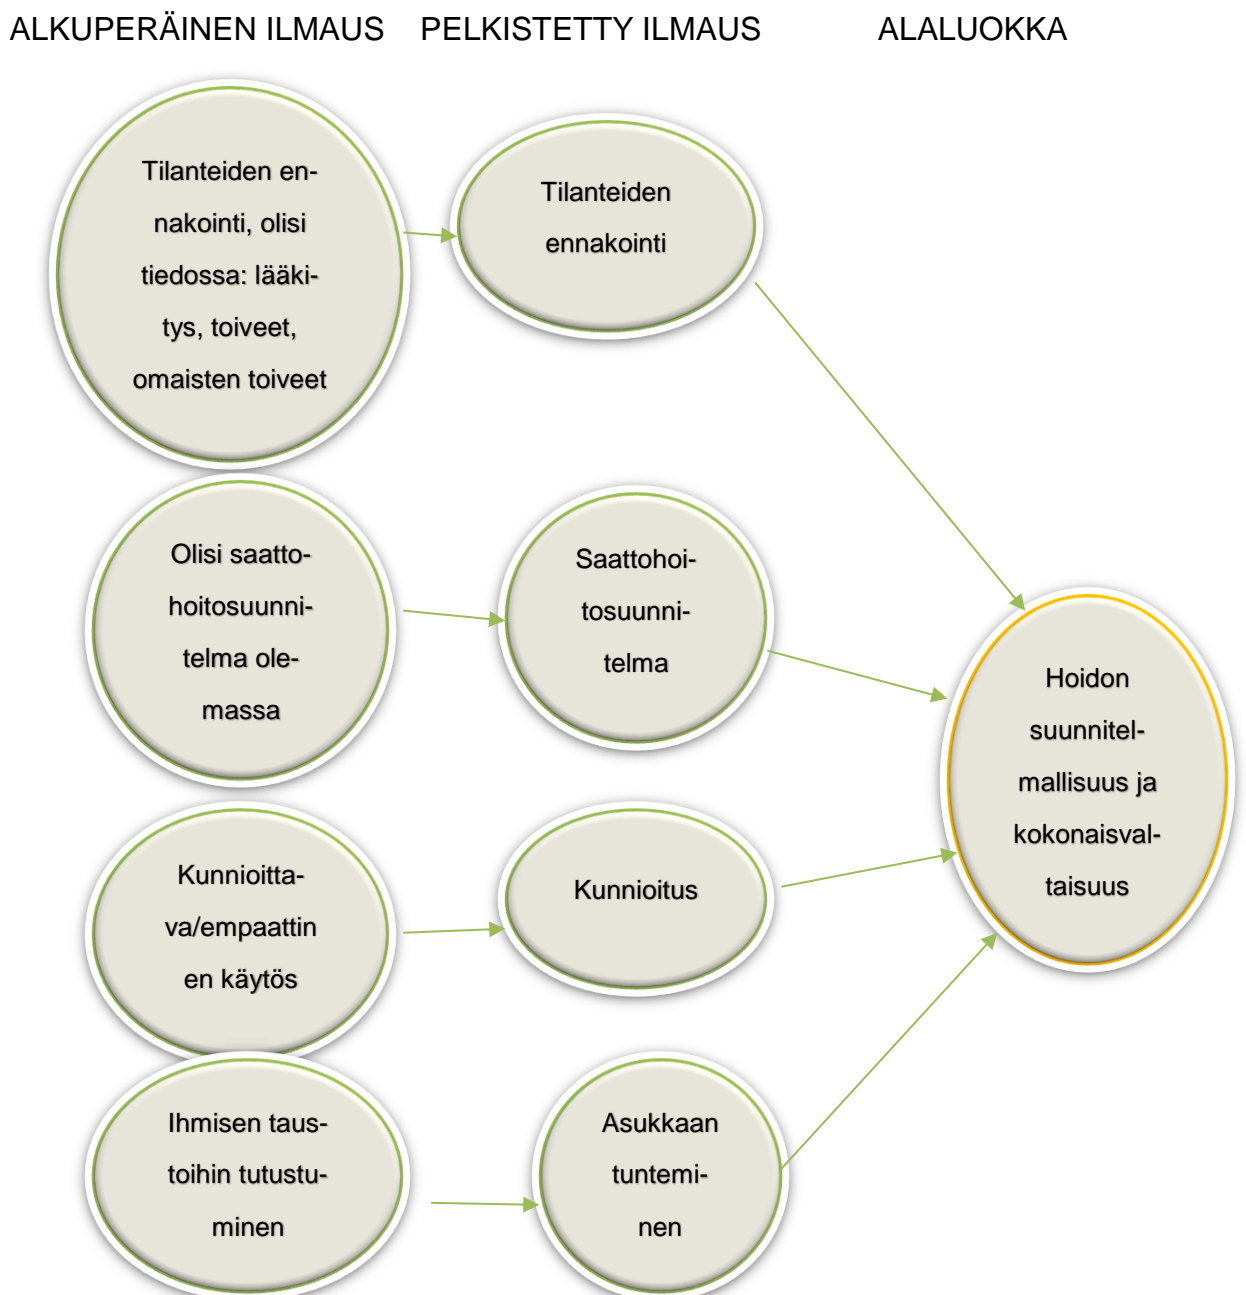 ALKUPERÄINEN ILMAUS PELKISTETTY ILMAUS ALALUOKKA
Tilanteiden en-
nakointi, olisi
tiedossa: lääki-
tys, toiveet,
omaisten toiveet
Tilanteiden
ennakointi
Olisi saatto-
hoitosuunni-
telma ole-
massa
Saattohoi-
tosuunni-
telma
Kunnioitta-
va/empaattin
en käytös
Kunnioitus
Ihmisen taus-
toihin tutustu-
minen
Asukkaan
tuntemi-
nen
Hoidon
suunnitel-
mallisuus ja
kokonaisval-
taisuus